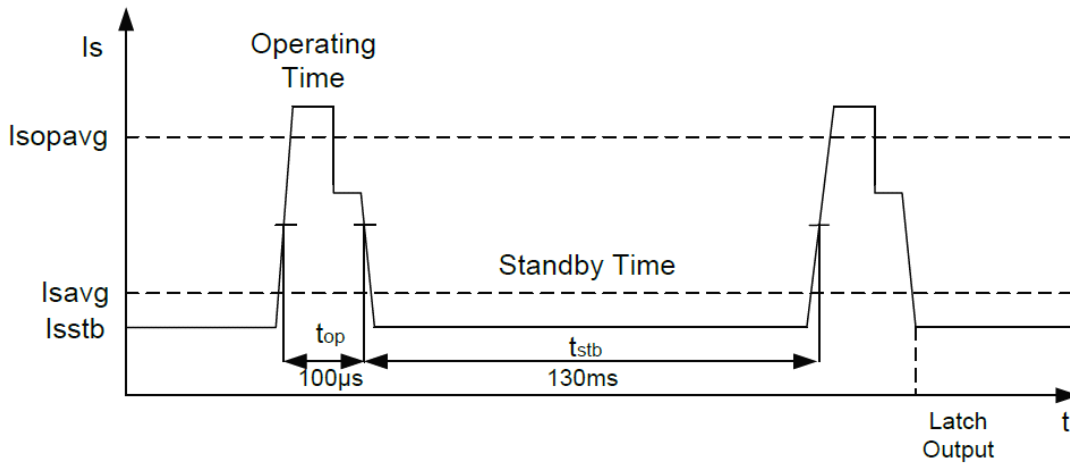 Is
Operating
Time
Isopavg
Standby Time
Isavg
Isstb
top
tstb
100µs
130ms
Latch
Output
t